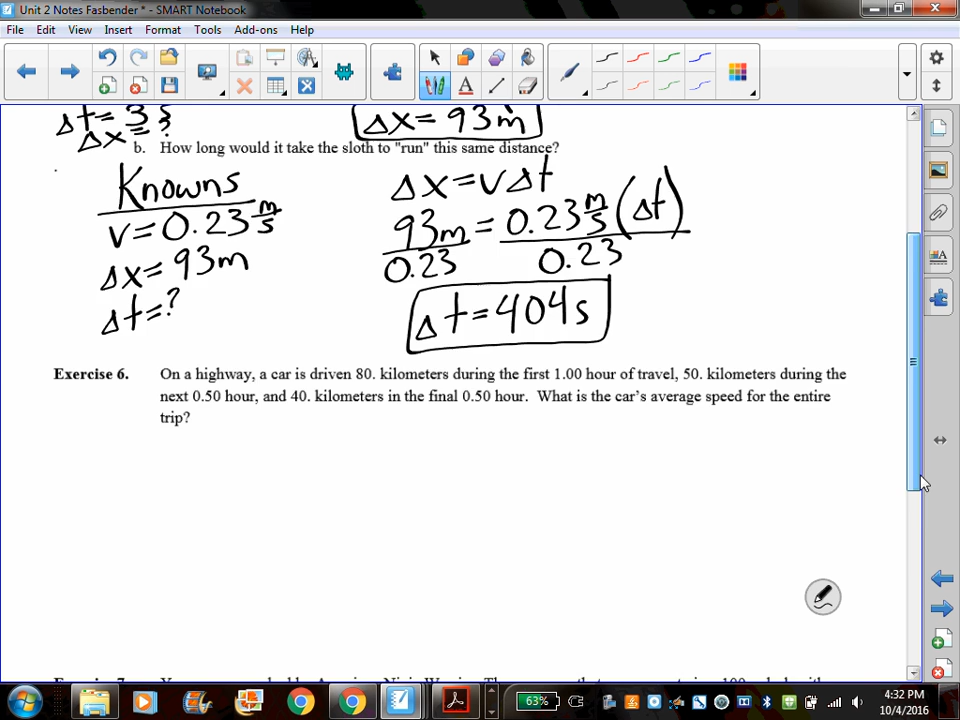 Unit 2 Notes Fasbender * - SMART Notebook
File Edit View Insert Format Tools Add-ons Help
Δt= 3
Δx = ?
Δx = 93m
b. How long would it take the sloth to "run" this same distance?
Knowns
v = 0.23 m/s
Δx = 93m
Δt = ?
Δx = vΔt
93m = 0.23 m/s (Δt)
0.23 0.23
Δt = 404s
Exercise 6. On a highway, a car is driven 80. kilometers during the first 1.00 hour of travel, 50. kilometers during the
next 0.50 hour, and 40. kilometers in the final 0.50 hour. What is the car's average speed for the entire
trip?
63%
4:32 PM
10/4/2016